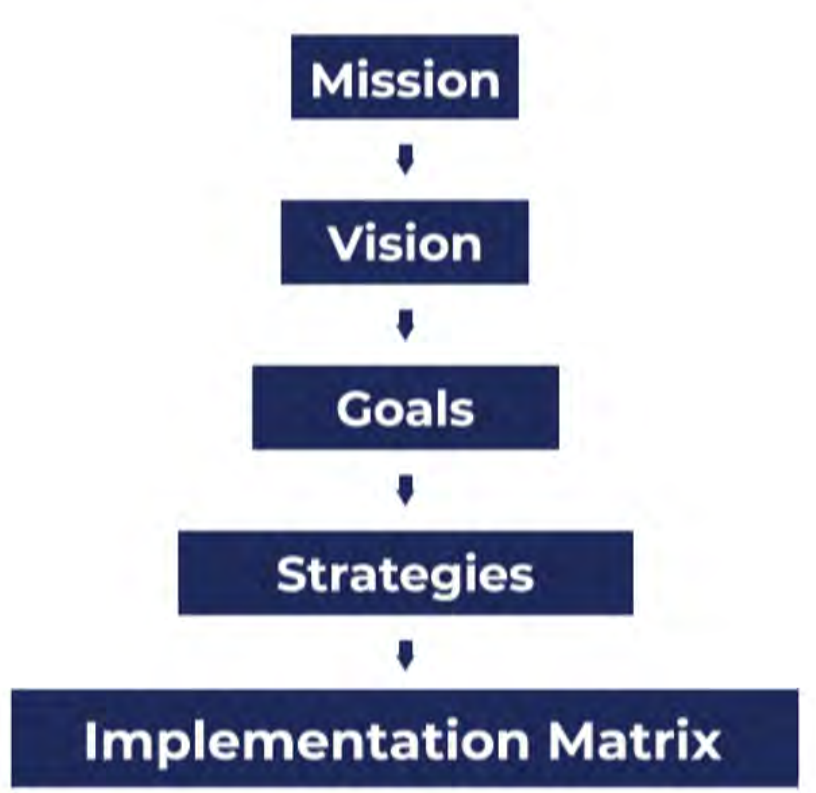 Mission
Vision
Goals
Strategies
Implementation Matrix